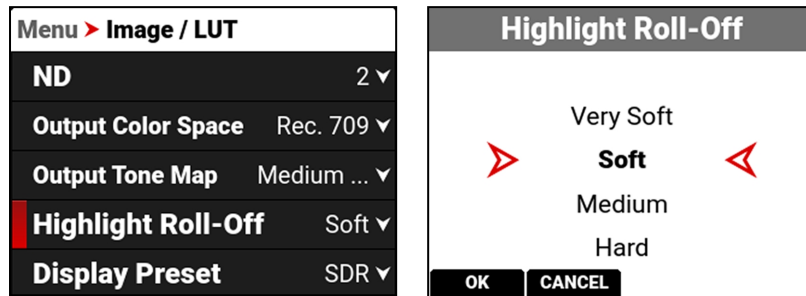 Menu > Image / LUT
ND 2
Output Color Space Rec. 709
Output Tone Map Medium ...
Highlight Roll-Off Soft
Display Preset SDR
Highlight Roll-Off
Very Soft
Soft
Medium
Hard
OK CANCEL